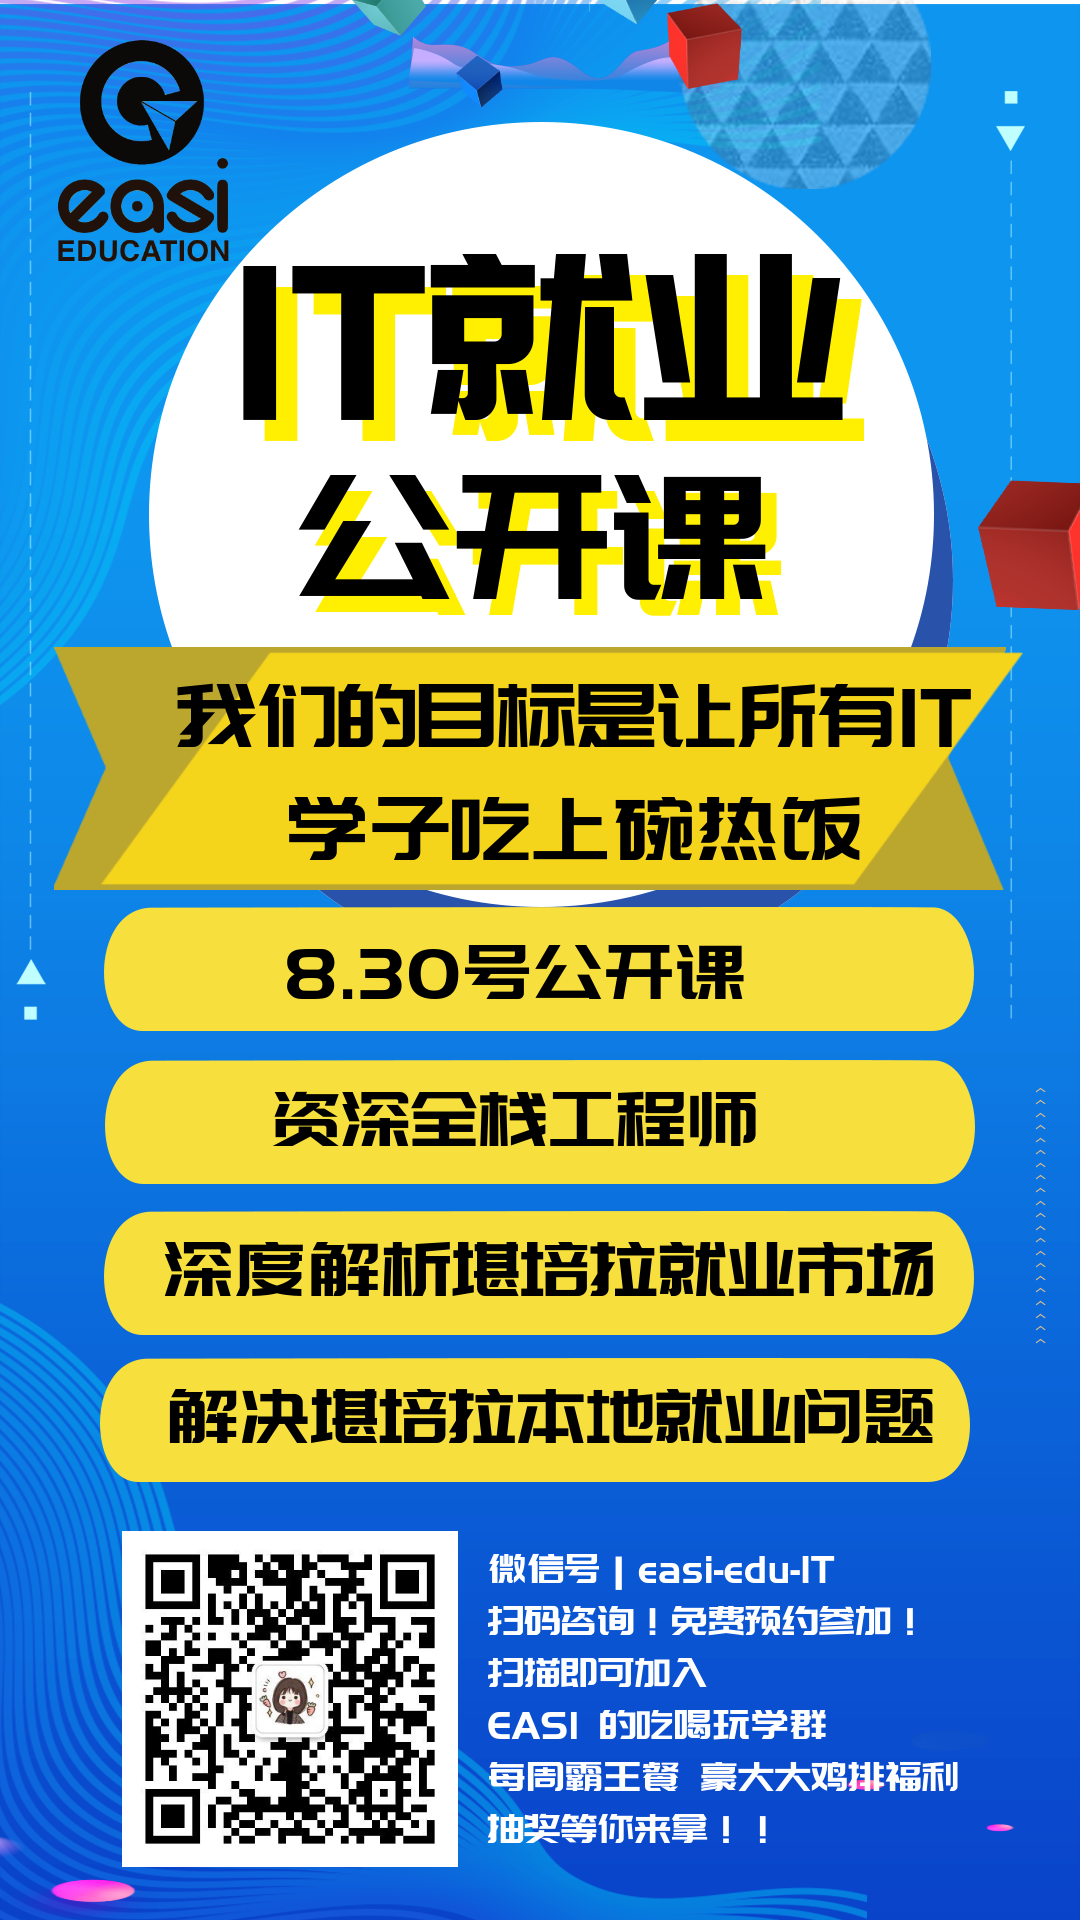 easi
EDUCATION
IT就业
公开课
我们的目标是让所有IT
学子吃上碗热饭
8.30号公开课
资深全栈工程师
深度解析堪培拉就业市场
解决堪培拉本地就业问题
微信号 | easi-edu-IT
扫码咨询！免费预约参加！
扫描即可加入
EASI 的吃喝玩学群
每周霸王餐 豪大大鸡排福利
抽奖等你来拿！！